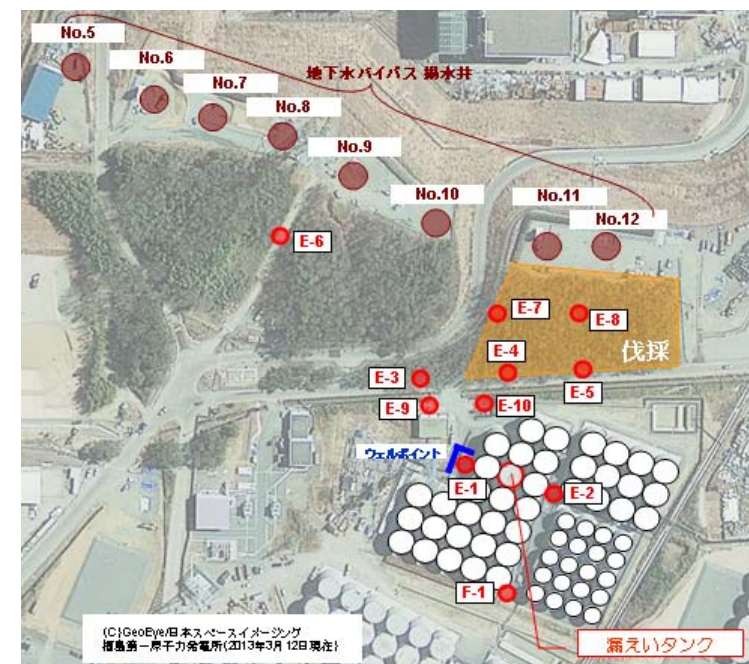 No.5
No.6
No.7
地下水バイパス 揚水井
No.8
No.9
No.10
No.11
No.12
E-6
E-7
E-8
伐採
E-4
E-3
E-5
E-9
E-10
ウェルポイント
E-1
E-2
F-1
(C)GeoEye/日本スペースイメージング
福島第一原子力発電所(2013年3月12日現在)
漏えいタンク